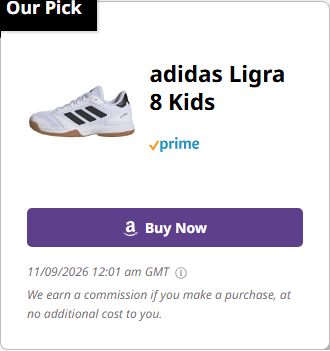 Our Pick
adidas Ligra
8 Kids
prime
Buy Now
11/09/2026 12:01 am GMT
We earn a commission if you make a purchase, at
no additional cost to you.